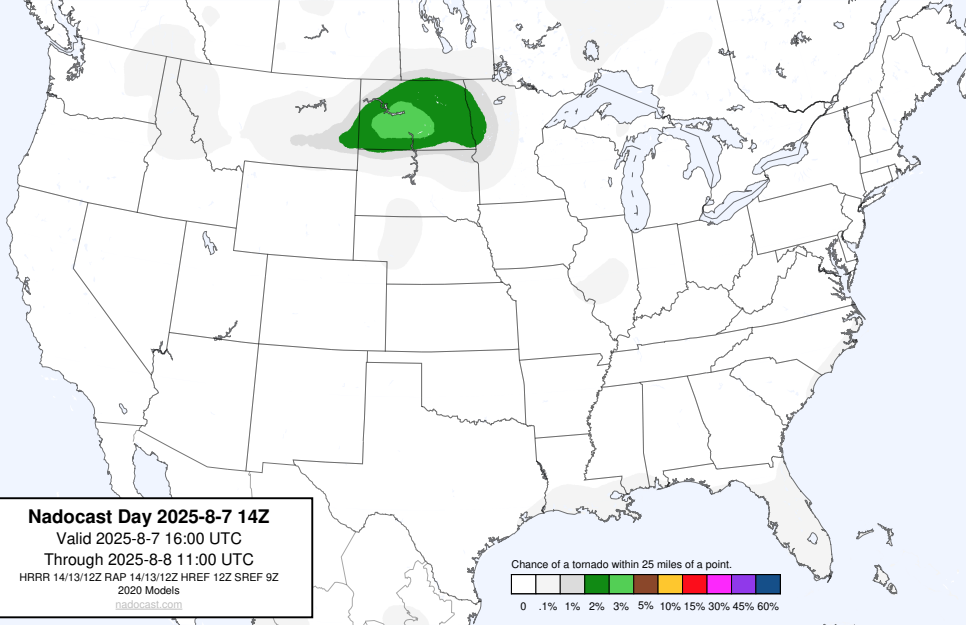 Nadocast Day 2025-8-7 14Z
Valid 2025-8-7 16:00 UTC
Through 2025-8-8 11:00 UTC
HRRR 14/13/12Z RAP 14/13/12Z HREF 12Z SREF 9Z
2020 Models
nadocast.com
Chance of a tornado within 25 miles of a point.
0 .1% 1% 2% 3% 5% 10% 15% 30% 45% 60%